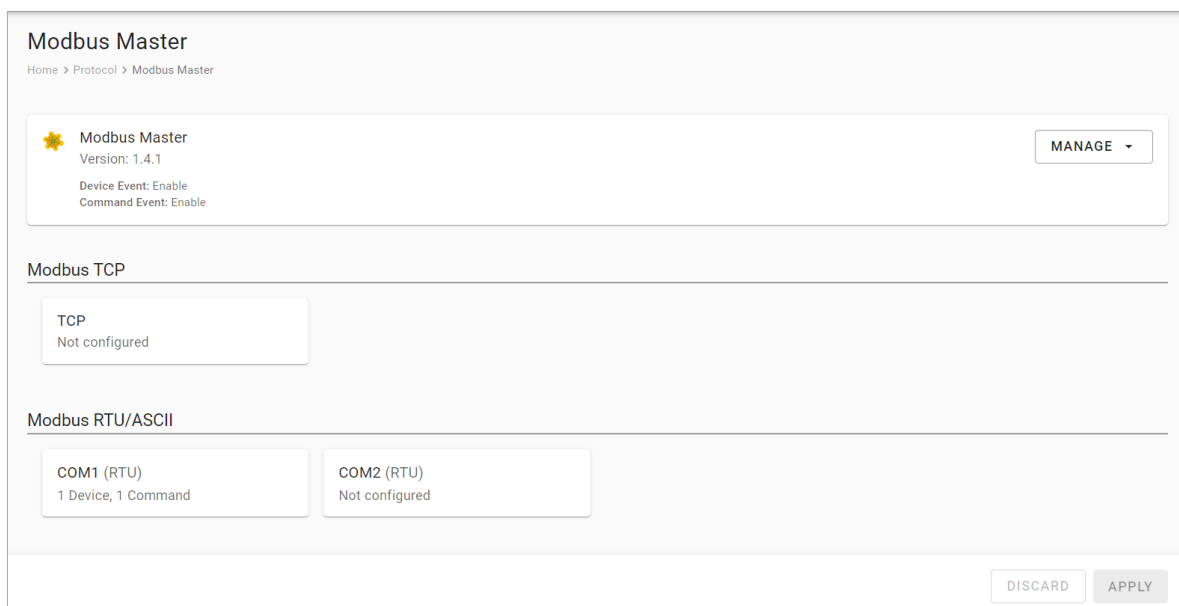 Modbus Master
Home > Protocol > Modbus Master
Modbus Master
Version: 1.4.1
MANAGE
Device Event: Enable
Command Event: Enable
Modbus TCP
TCP
Not configured
Modbus RTU/ASCII
COM1 (RTU)
1 Device, 1 Command
COM2 (RTU)
Not configured
DISCARD
APPLY